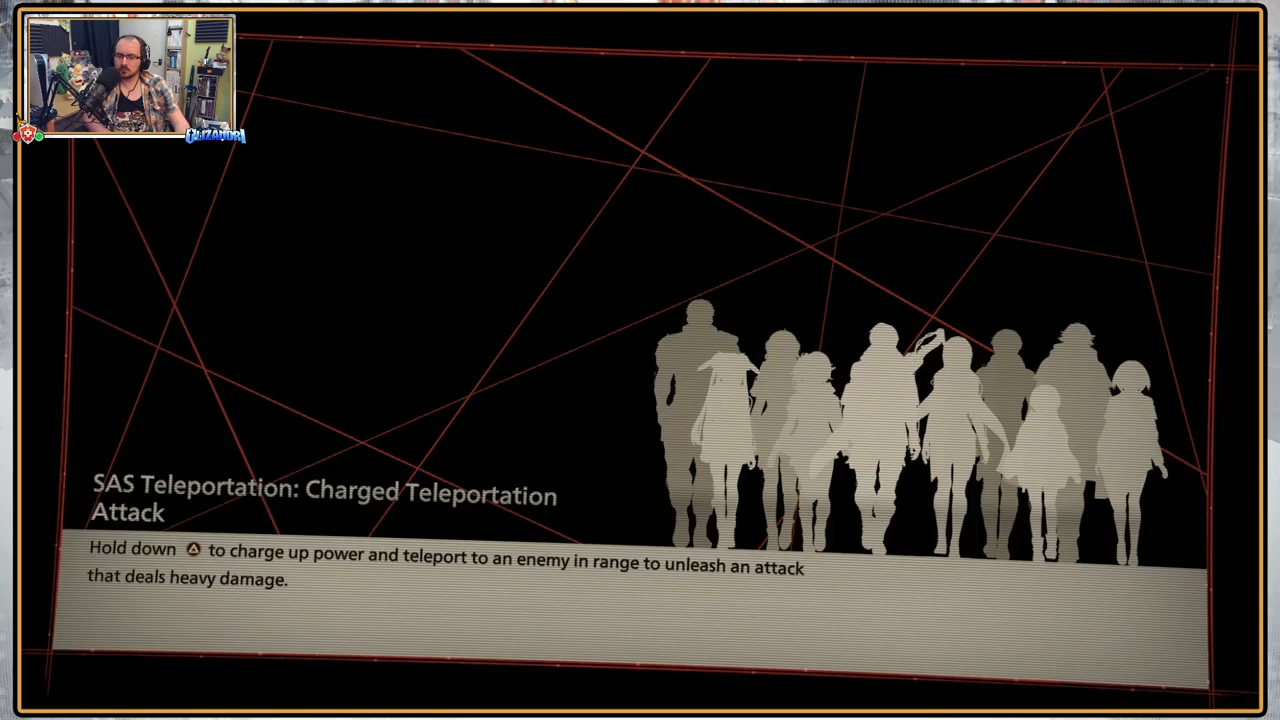 QLIZANDRI
SAS Teleportation: Charged Teleportation
Attack
Hold down to charge up power and teleport to an enemy in range to unleash an attack
that deals heavy damage.